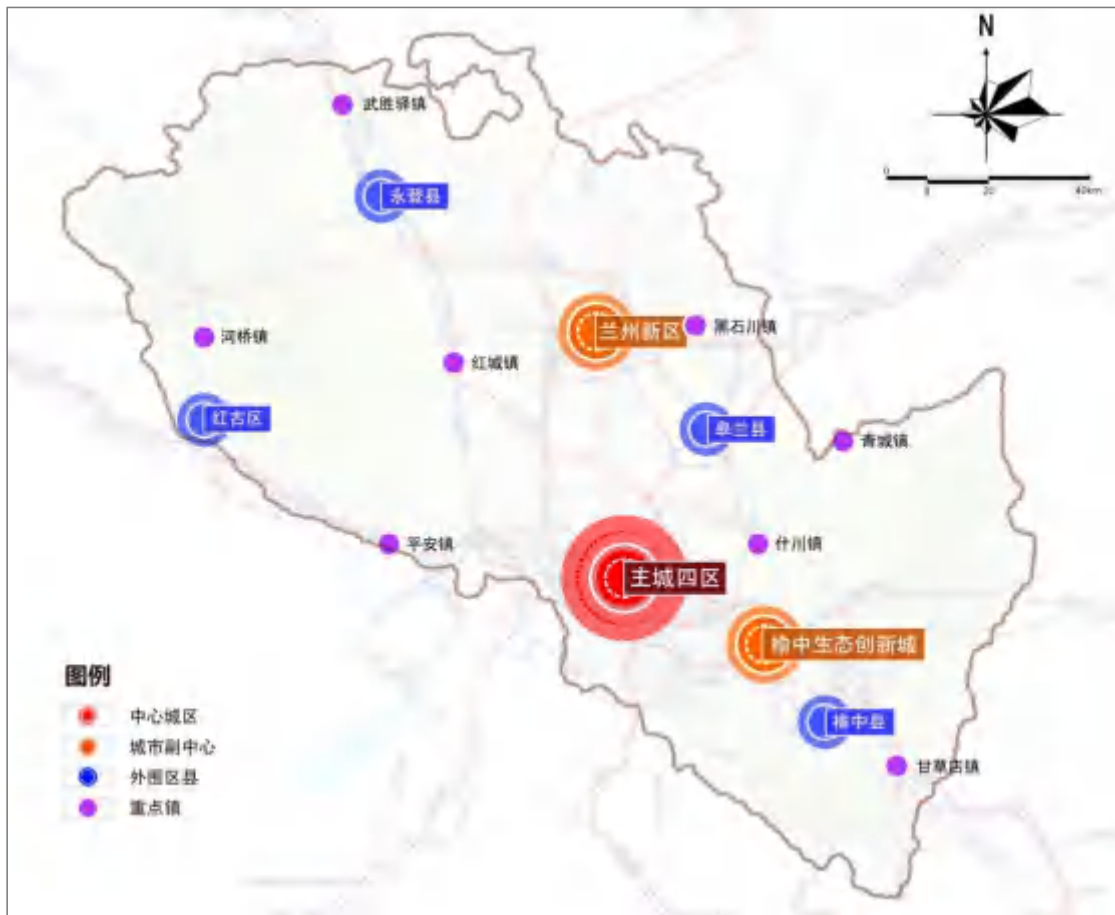 N
0
8
20
40km
武胜驿镇
永登县
兰州新区
黑石川镇
河桥镇
红城镇
红古区
皋兰县
青城镇
平安镇
什川镇
主城四区
榆中生态创新城
榆中县
甘草店镇
图例
中心城区
城市副中心
外围区县
重点镇